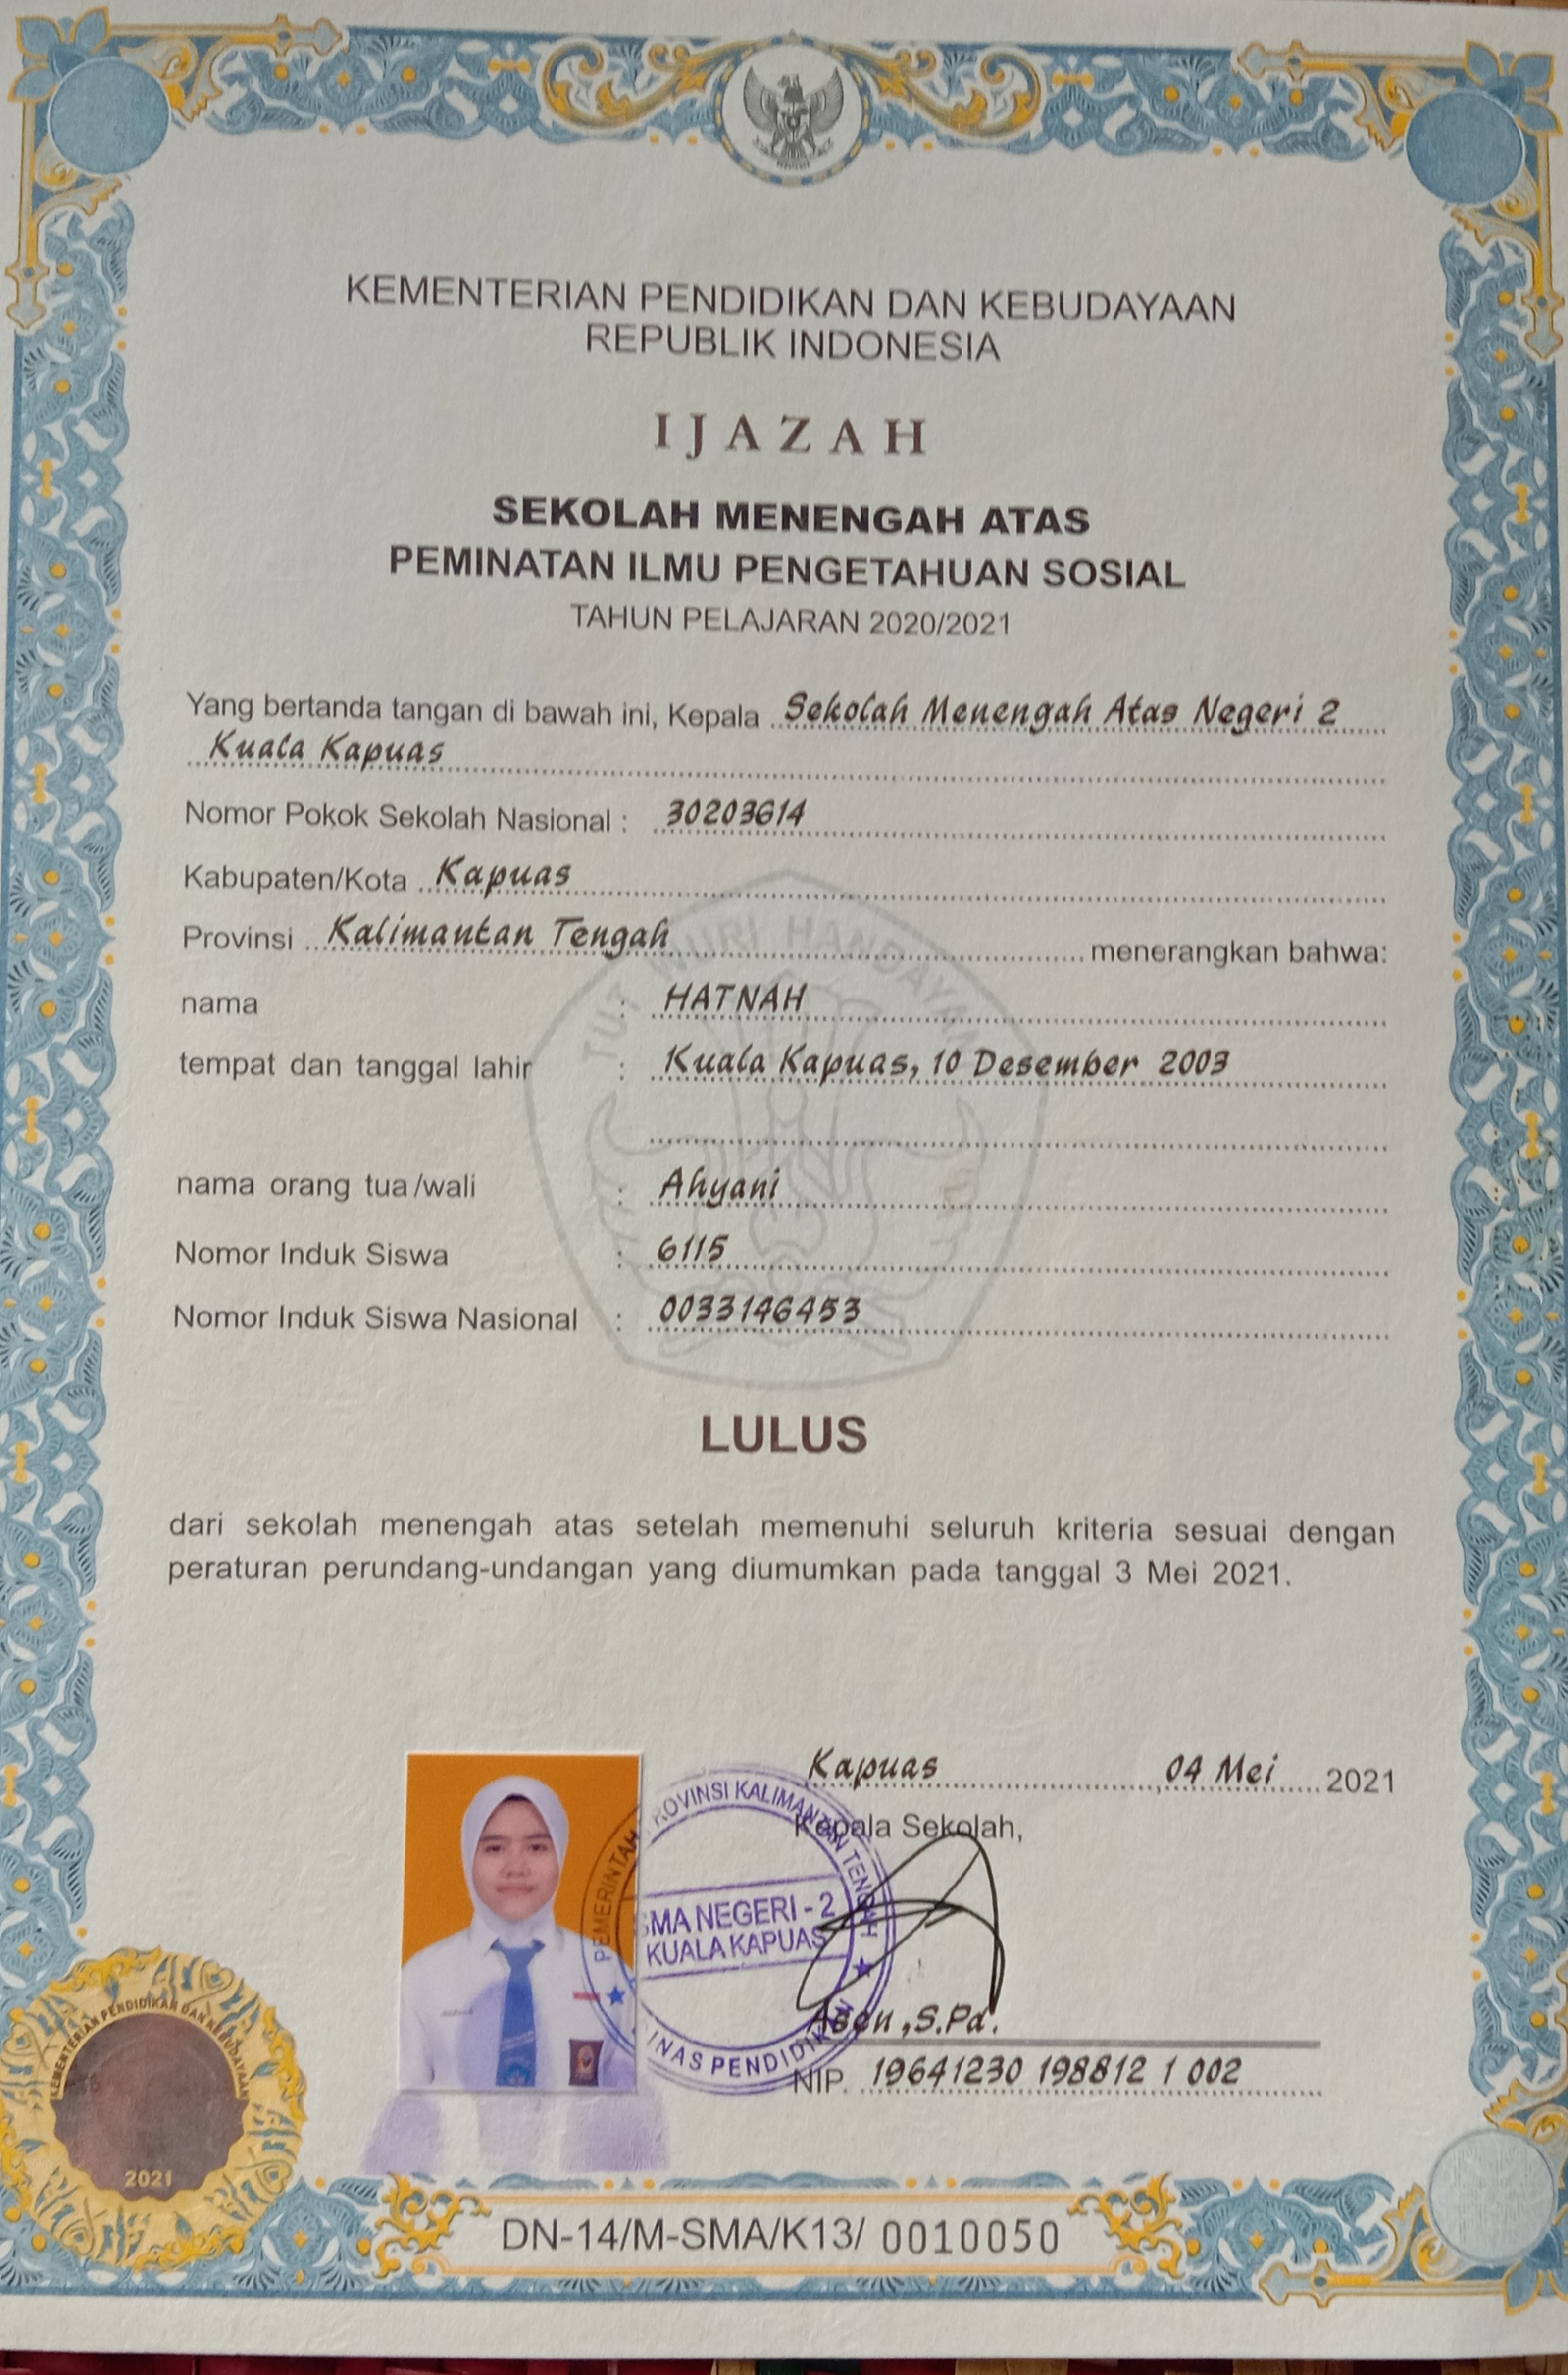 KEMENTERIAN PENDIDIKAN DAN KEBUDAYAAN
REPUBLIK INDONESIA
IJAZAH
SEKOLAH MENENGAH ATAS
PEMINATAN ILMU PENGETAHUAN SOSIAL
TAHUN PELAJARAN 2020/2021
Yang bertanda tangan di bawah ini, Kepala Sekolah Menengah Atas Negeri 2
Kuala Kapuas
Nomor Pokok Sekolah Nasional : 30203614
Kabupaten/Kota Kapuas
Provinsi Kalimantan Tengah menerangkan bahwa:
TUT WURI HANDAYANI
nama : HATNAH
tempat dan tanggal lahir : Kuala Kapuas, 10 Desember 2003
nama orang tua/wali : Ahyani
Nomor Induk Siswa : 6115
Nomor Induk Siswa Nasional : 0033146453
LULUS
dari sekolah menengah atas setelah memenuhi seluruh kriteria sesuai dengan
peraturan perundang-undangan yang diumumkan pada tanggal 3 Mei 2021.
Kapuas, 04 Mei 2021
Kepala Sekolah,
PEMERINTAH PROVINSI KALIMANTAN TENGAH
SMA NEGERI - 2
KUALA KAPUAS
DINAS PENDIDIKAN
Asen, S.Pd.
NIP. 19641230 198812 1 002
KEMENTERIAN PENDIDIKAN DAN KEBUDAYAAN
2021
DN-14/M-SMA/K13/ 0010050